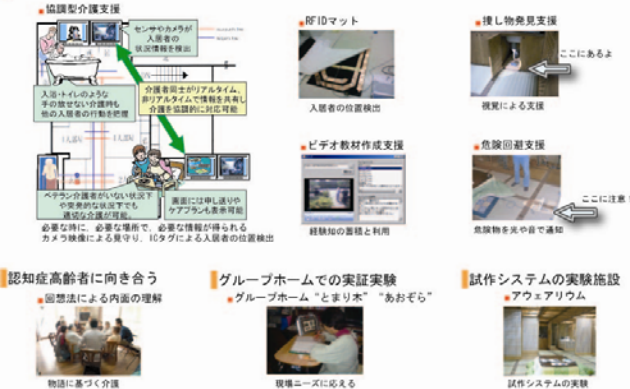 協調型介護支援
センサやカメラが
入居者の
状況情報を検出
入浴・トイレのような
手の放せない介護時も
他の入居者の行動を把握
介護者同士がリアルタイム、
非リアルタイムで情報を共有し
介護を協調的に対応可能
ベテラン介護者がいない状況下
や突発的な状況下でも
適切な介護が可能。
画面には申し送りや
ケアプランも表示可能
必要な時に、必要な場所で、必要な情報が得られる
カメラ映像による見守り、ICタグによる入居者の位置検出
RFIDマット
入居者の位置検出
捜し物発見支援
ここにあるよ
視覚による支援
ビデオ教材作成支援
経験知の蓄積と利用
危険回避支援
ここに注意!
危険物を光や音で通知
認知症高齢者に向き合う
回想法による内面の理解
物語に基づく介護
グループホームでの実証実験
グループホーム “とまり木” “あおぞら”
現場ニーズに応える
試作システムの実験施設
アウェアリウム
試作システムの実験